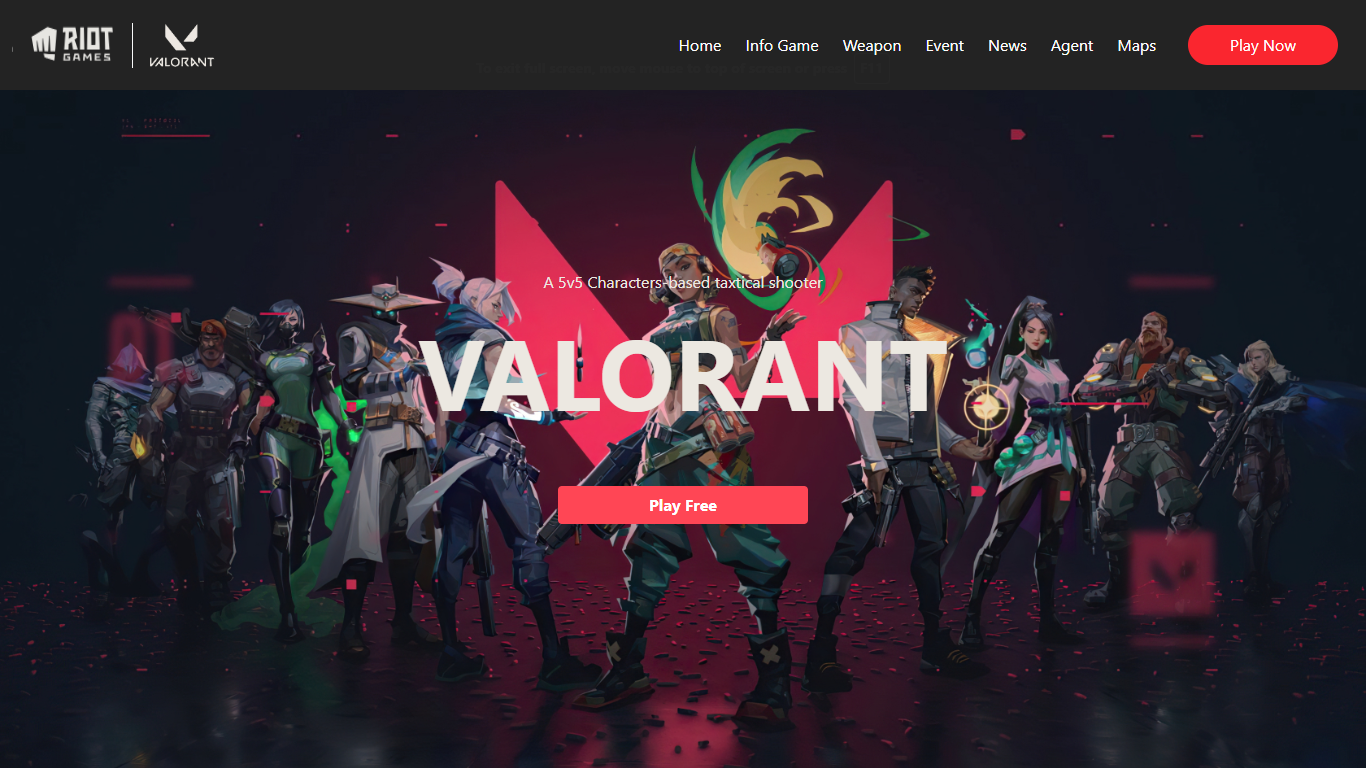 RIOT
GAMES
VALORANT
Home
Info Game
Weapon
Event
News
Agent
Maps
Play Now
A 5v5 Characters-based taxtical shooter
VALORANT
Play Free